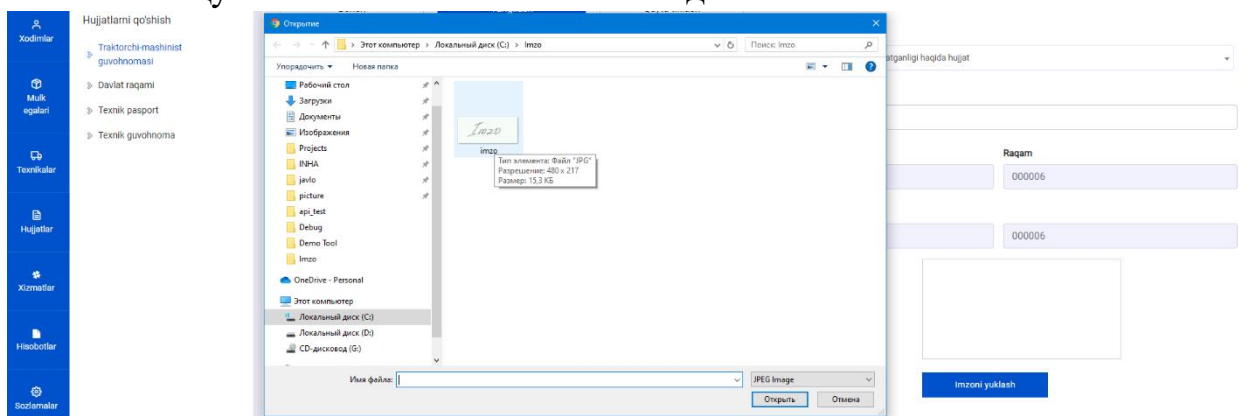 Xodimlar
Mulk
egalari
Texnikalar
Hujjatlar
Xizmatlar
Hisobotlar
Sozlamalar
Hujjatlarni qo'shish
Traktorchi-mashinist
guvohnomasi
Davlat raqami
Texnik pasport
Texnik guvohnoma
Открытие
Этот компьютер › Локальный диск (C:) › Imzo
Поиск: Imzo
Упорядочить
Новая папка
Рабочий стол
Загрузки
Документы
Изображения
Projects
INHA
javlo
picture
api_test
Debug
Demo Tool
Imzo
OneDrive - Personal
Этот компьютер
Локальный диск (C:)
Локальный диск (D:)
CD-дисковод (G:)
Imzo
imzo
Тип элемента: Файл "JPG"
Разрешение: 480 x 217
Размер: 15,3 КБ
Имя файла:
JPEG Image
Открыть
Отмена
haqida hujjat
Raqam
000006
000006
Imzoni yuklash